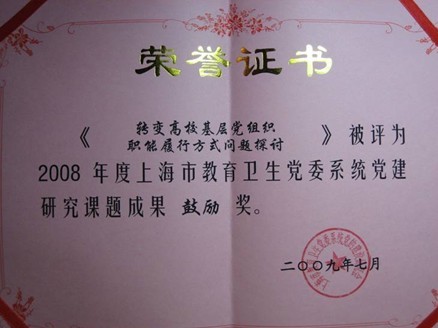 荣誉证书
《转变高校基层党组织
职能履行方式问题探讨》被评为
2008 年度上海市教育卫生党委系统党建
研究课题成果 鼓励 奖。
二〇〇九年七月